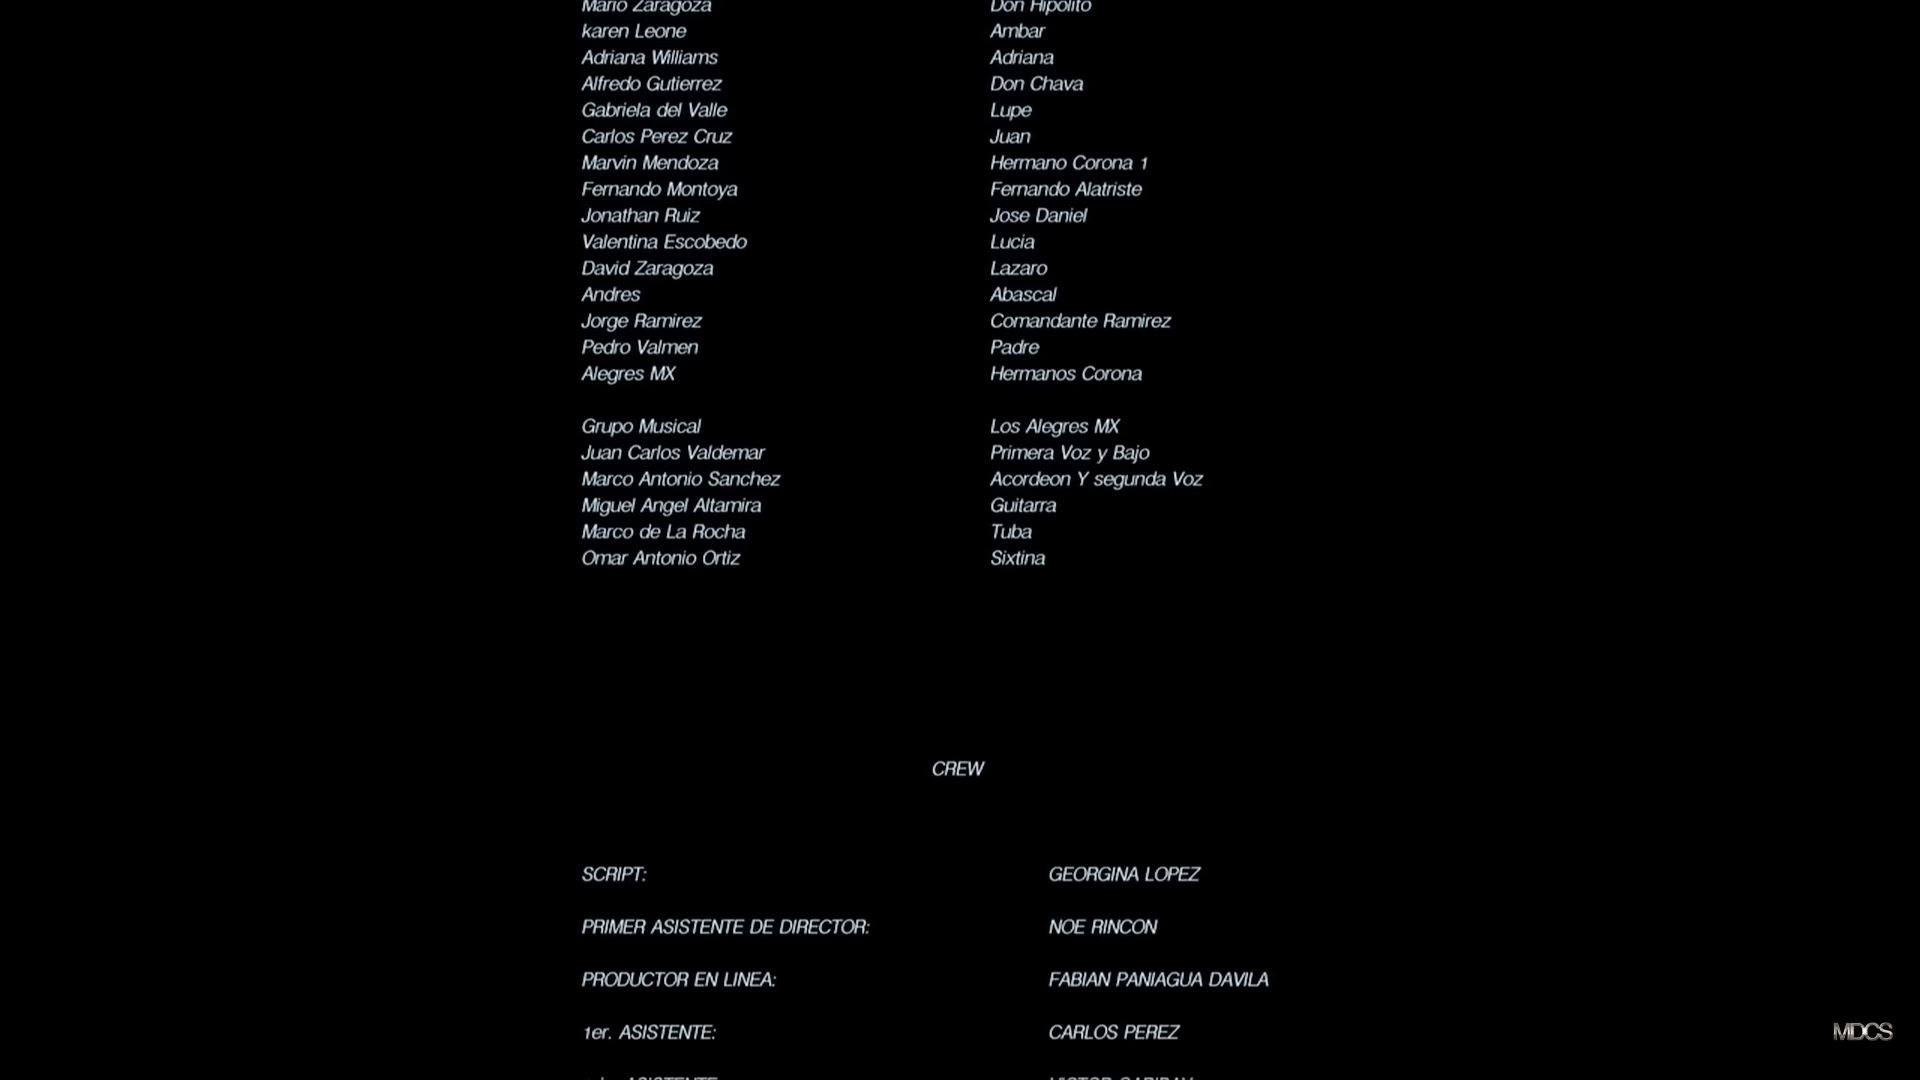 Mario Zaragoza Don Hipolito
karen Leone Ambar
Adriana Williams Adriana
Alfredo Gutierrez Don Chava
Gabriela del Valle Lupe
Carlos Perez Cruz Juan
Marvin Mendoza Hermano Corona 1
Fernando Montoya Fernando Alatriste
Jonathan Ruiz Jose Daniel
Valentina Escobedo Lucia
David Zaragoza Lazaro
Andres Abascal
Jorge Ramirez Comandante Ramirez
Pedro Valmen Padre
Alegres MX Hermanos Corona
Grupo Musical Los Alegres MX
Juan Carlos Valdemar Primera Voz y Bajo
Marco Antonio Sanchez Acordeon Y segunda Voz
Miguel Angel Altamira Guitarra
Marco de La Rocha Tuba
Omar Antonio Ortiz Sixtina
CREW
SCRIPT: GEORGINA LOPEZ
PRIMER ASISTENTE DE DIRECTOR: NOE RINCON
PRODUCTOR EN LINEA: FABIAN PANIAGUA DAVILA
1er. ASISTENTE: CARLOS PEREZ
MDCS